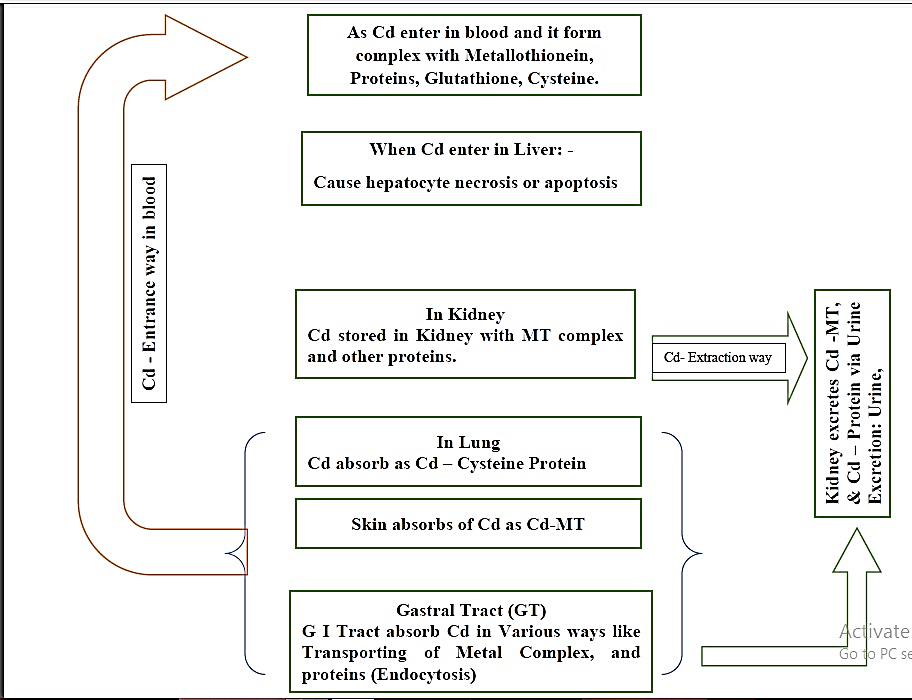 As Cd enter in blood and it form
complex with Metallothionein,
Proteins, Glutathione, Cysteine.
When Cd enter in Liver: -
Cause hepatocyte necrosis or apoptosis
Cd - Entrance way in blood
In Kidney
Cd stored in Kidney with MT complex
and other proteins.
Cd- Extraction way
Kidney excretes Cd -MT,
& Cd – Protein via Urine
Excretion: Urine,
In Lung
Cd absorb as Cd – Cysteine Protein
Skin absorbs of Cd as Cd-MT
Gastral Tract (GT)
G I Tract absorb Cd in Various ways like
Transporting of Metal Complex, and
proteins (Endocytosis)
Activate
Go to PC se